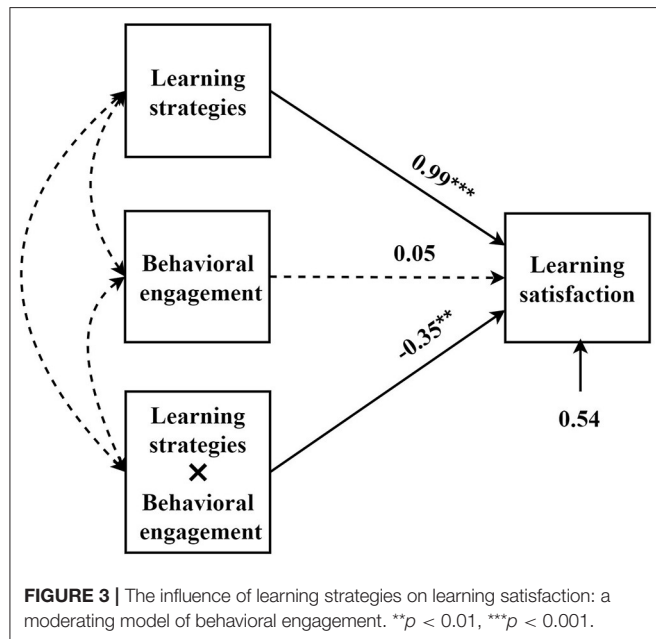 Learning
strategies
0.99***
Behavioral
engagement
0.05
Learning
satisfaction
-0.35**
Learning
strategies
×
Behavioral
engagement
0.54
FIGURE 3 | The influence of learning strategies on learning satisfaction: a
moderating model of behavioral engagement. **p < 0.01, ***p < 0.001.